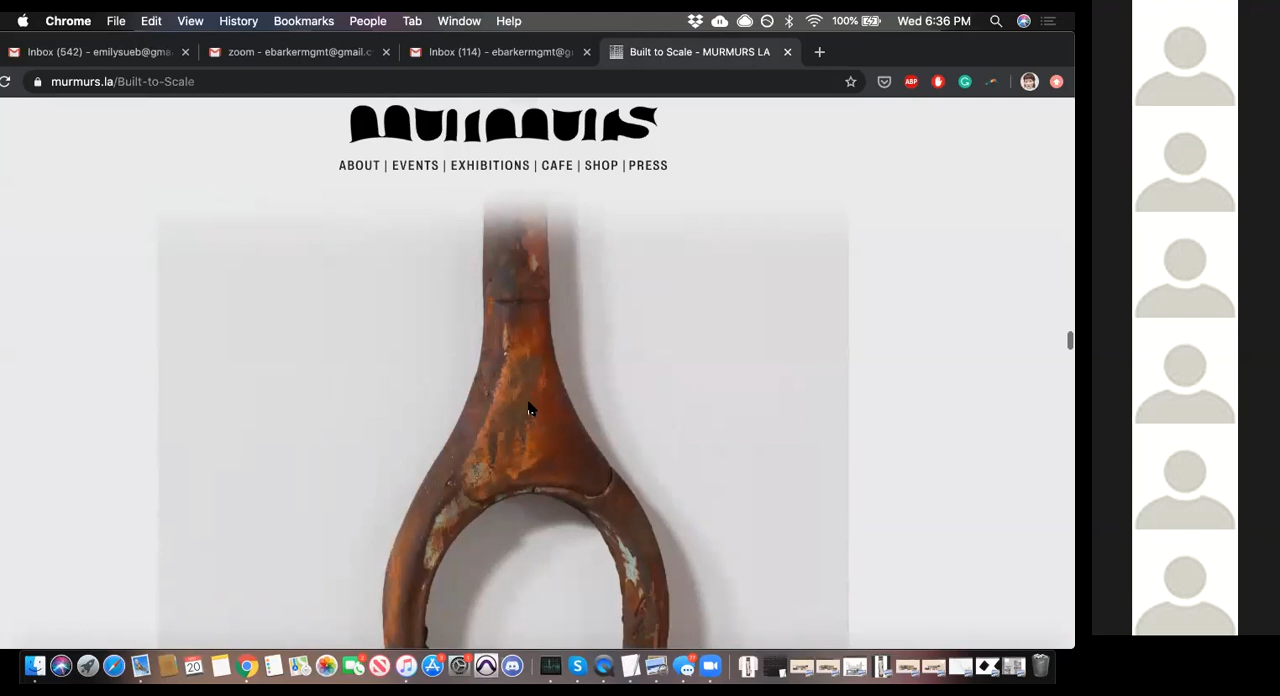 Chrome File Edit View History Bookmarks People Tab Window Help 100% Wed 6:36 PM
Inbox (542) - emilysueb@gma zoom - ebarkermgmt@gmail.c Inbox (114) - ebarkermgmt@g Built to Scale - MURMURS LA
murmurs.la/Built-to-Scale ABP
murmurs
ABOUT | EVENTS | EXHIBITIONS | CAFE | SHOP | PRESS
20